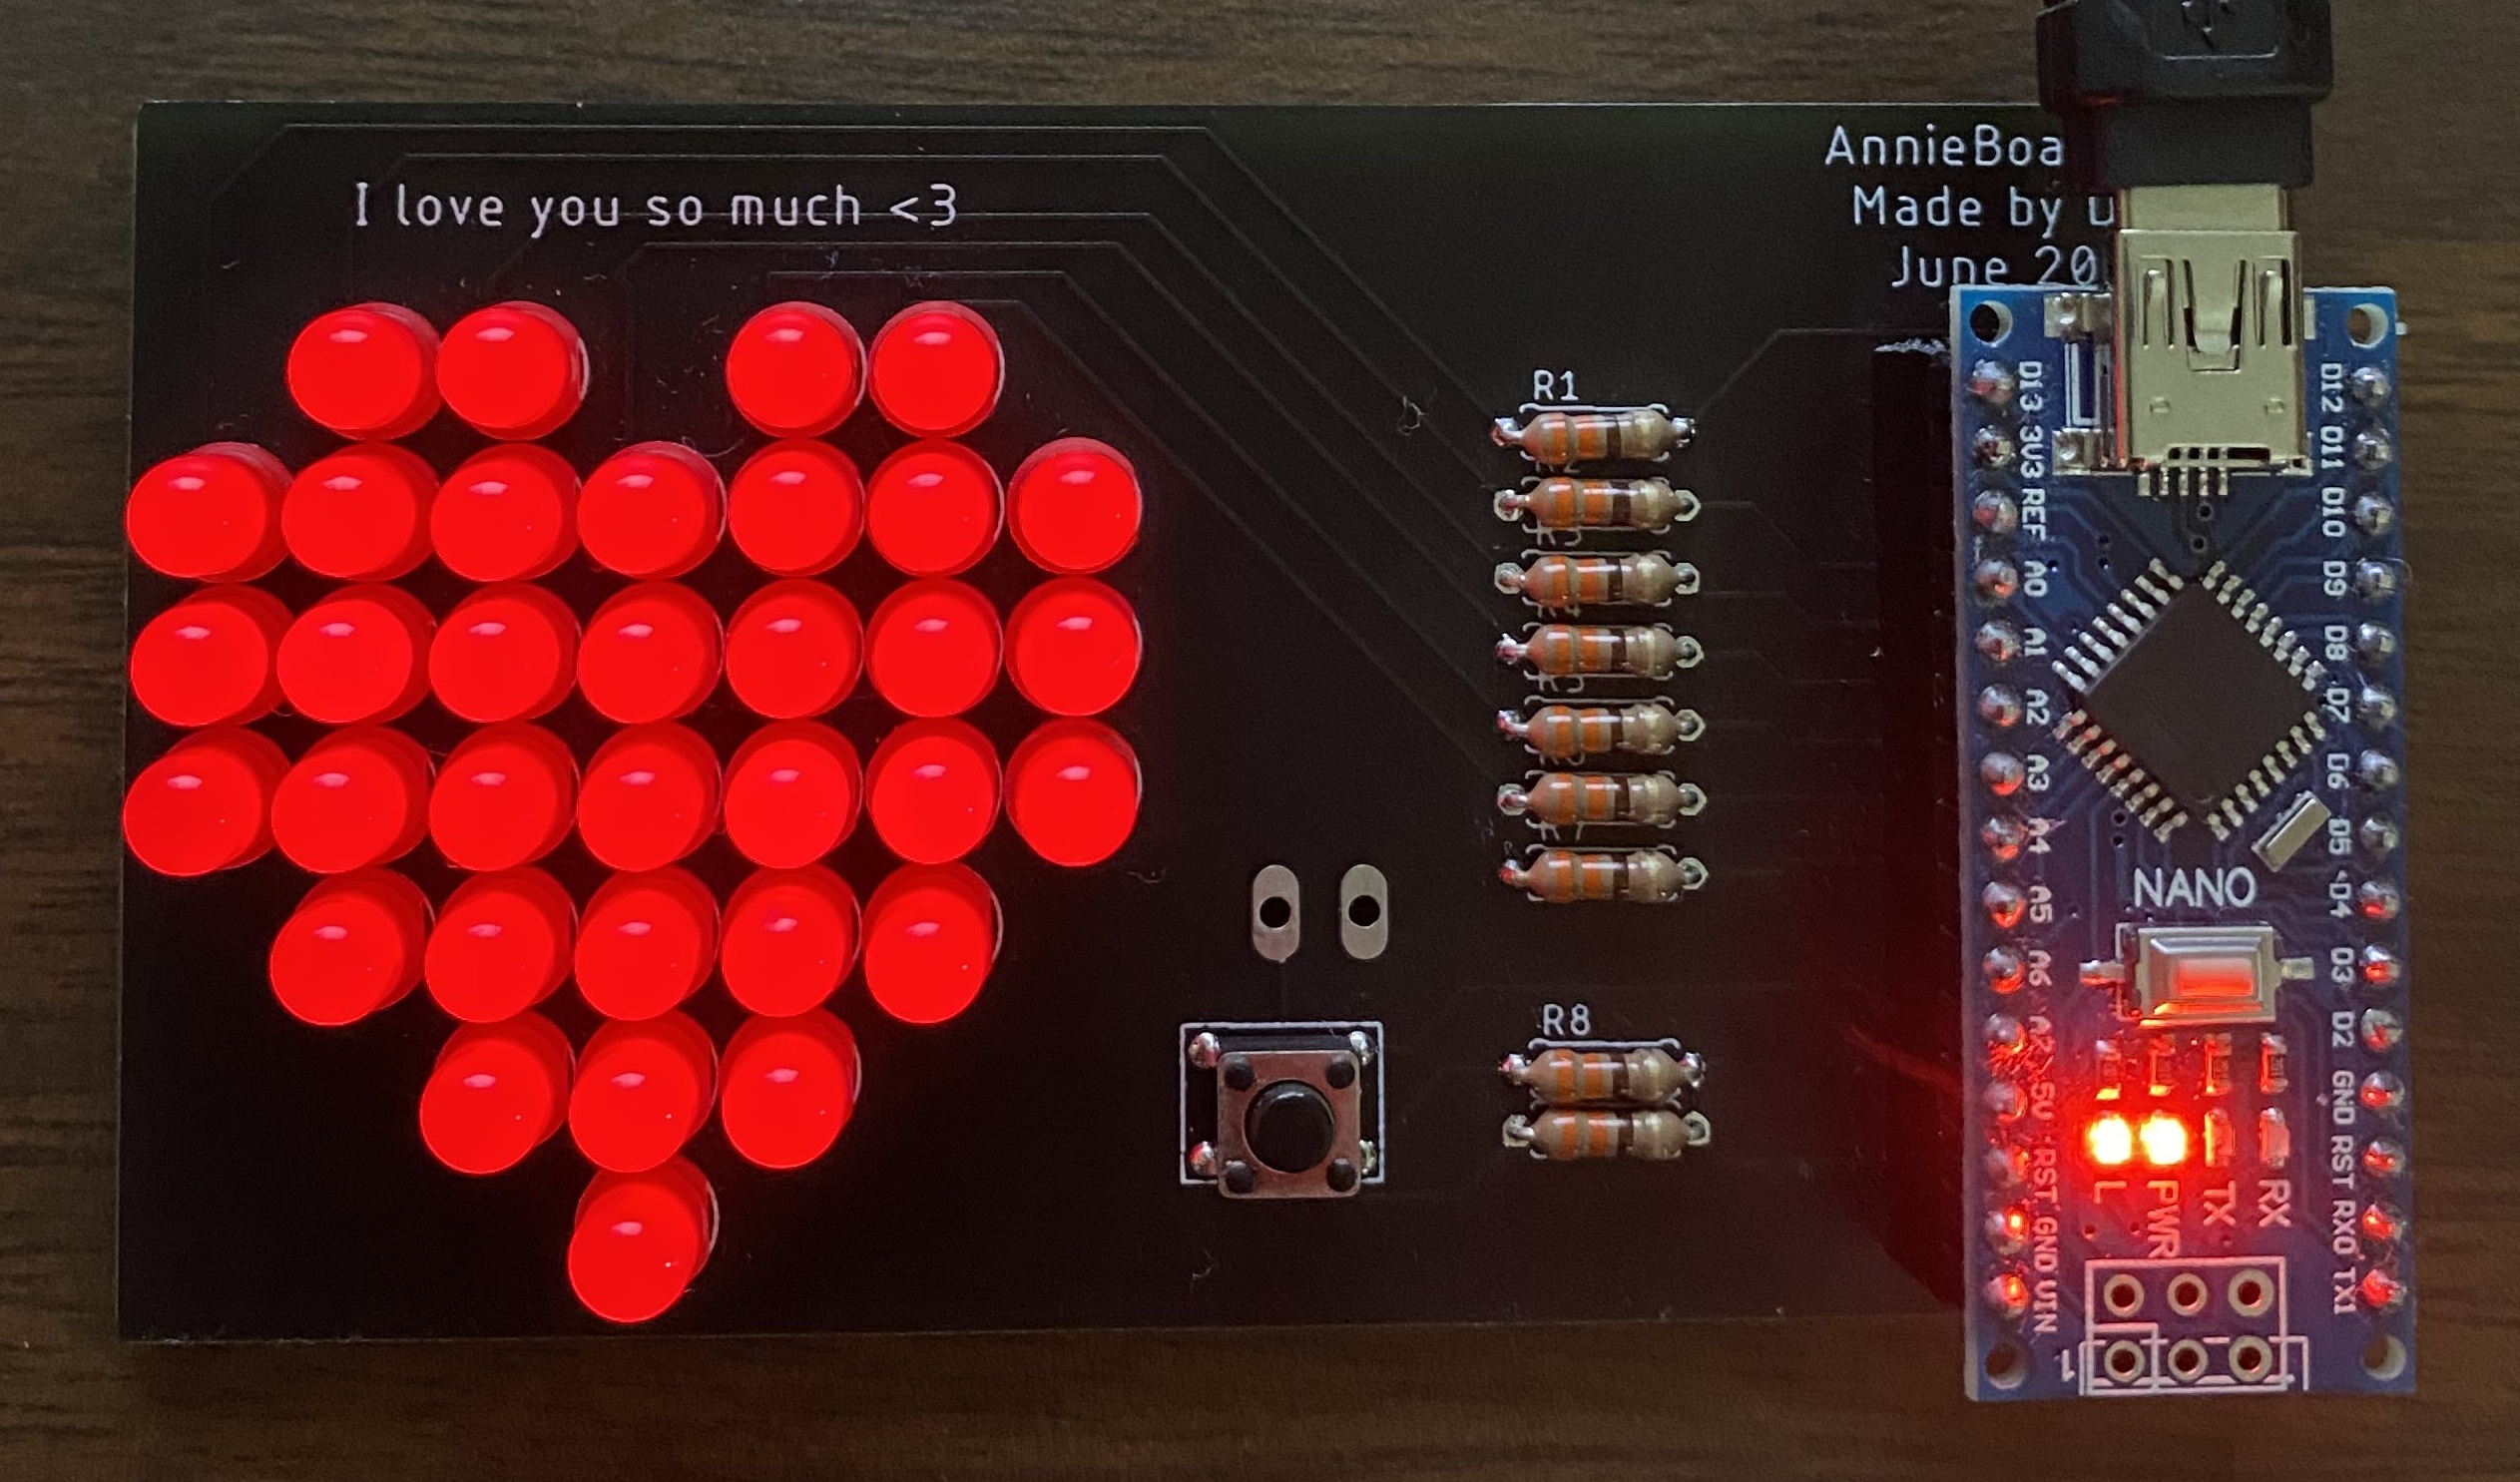 I love you so much <3
AnnieBoa
Made by u
June 20
R1
R8
D13 3V3 REF A0 A1 A2 A3 A4 A5 A6 A7 5V RST GND VIN
D12 D11 D10 D9 D8 D7 D6 D5 D4 D3 D2 GND RST RX0 TX1
NANO
L PWR TX RX
1